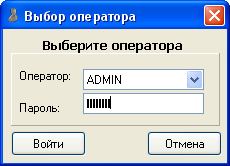 Выбор оператора
Выберите оператора
Оператор: ADMIN
Пароль:
Войти Отмена